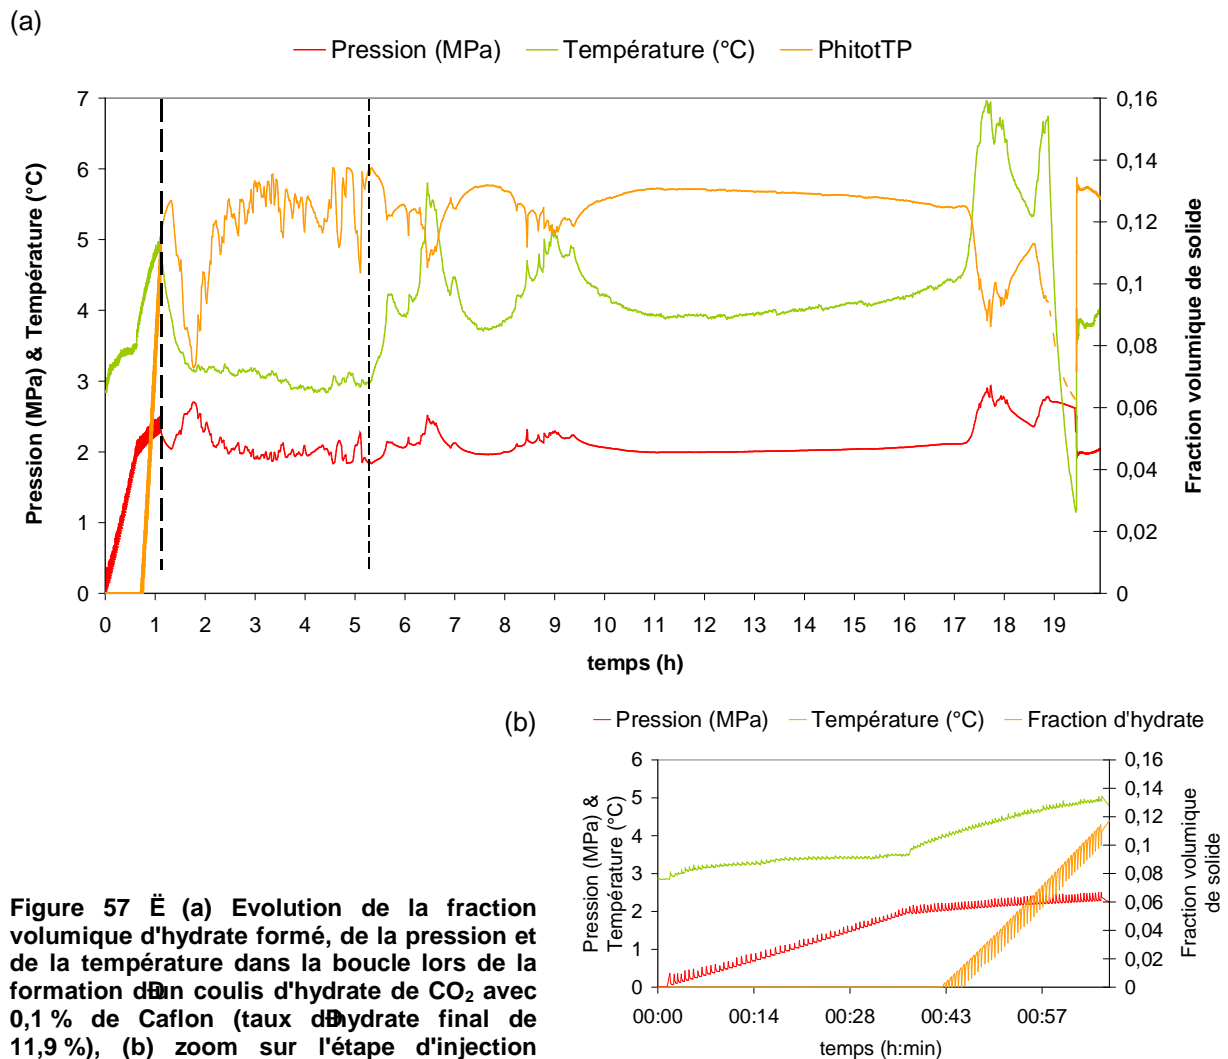 (a)
Pression (MPa) Température (°C) PhitotTP
Pression (MPa) & Température (°C)
7
6
5
4
3
2
1
0
0,16
0,14
0,12
0,1
0,08
0,06
0,04
0,02
0
Fraction volumique de solide
0 1 2 3 4 5 6 7 8 9 10 11 12 13 14 15 16 17 18 19
temps (h)
(b)
Pression (MPa) Température (°C) Fraction d'hydrate
Pression (MPa) &
Température (°C)
6
5
4
3
2
1
0
0,16
0,14
0,12
0,1
0,08
0,06
0,04
0,02
0
Fraction volumique
de solide
00:00 00:14 00:28 00:43 00:57
temps (h:min)
Figure 57 Ë (a) Evolution de la fraction
volumique d'hydrate formé, de la pression et
de la température dans la boucle lors de la
formation dun coulis d'hydrate de CO₂ avec
0,1 % de Caflon (taux dhydrate final de
11,9 %), (b) zoom sur l'étape d'injection